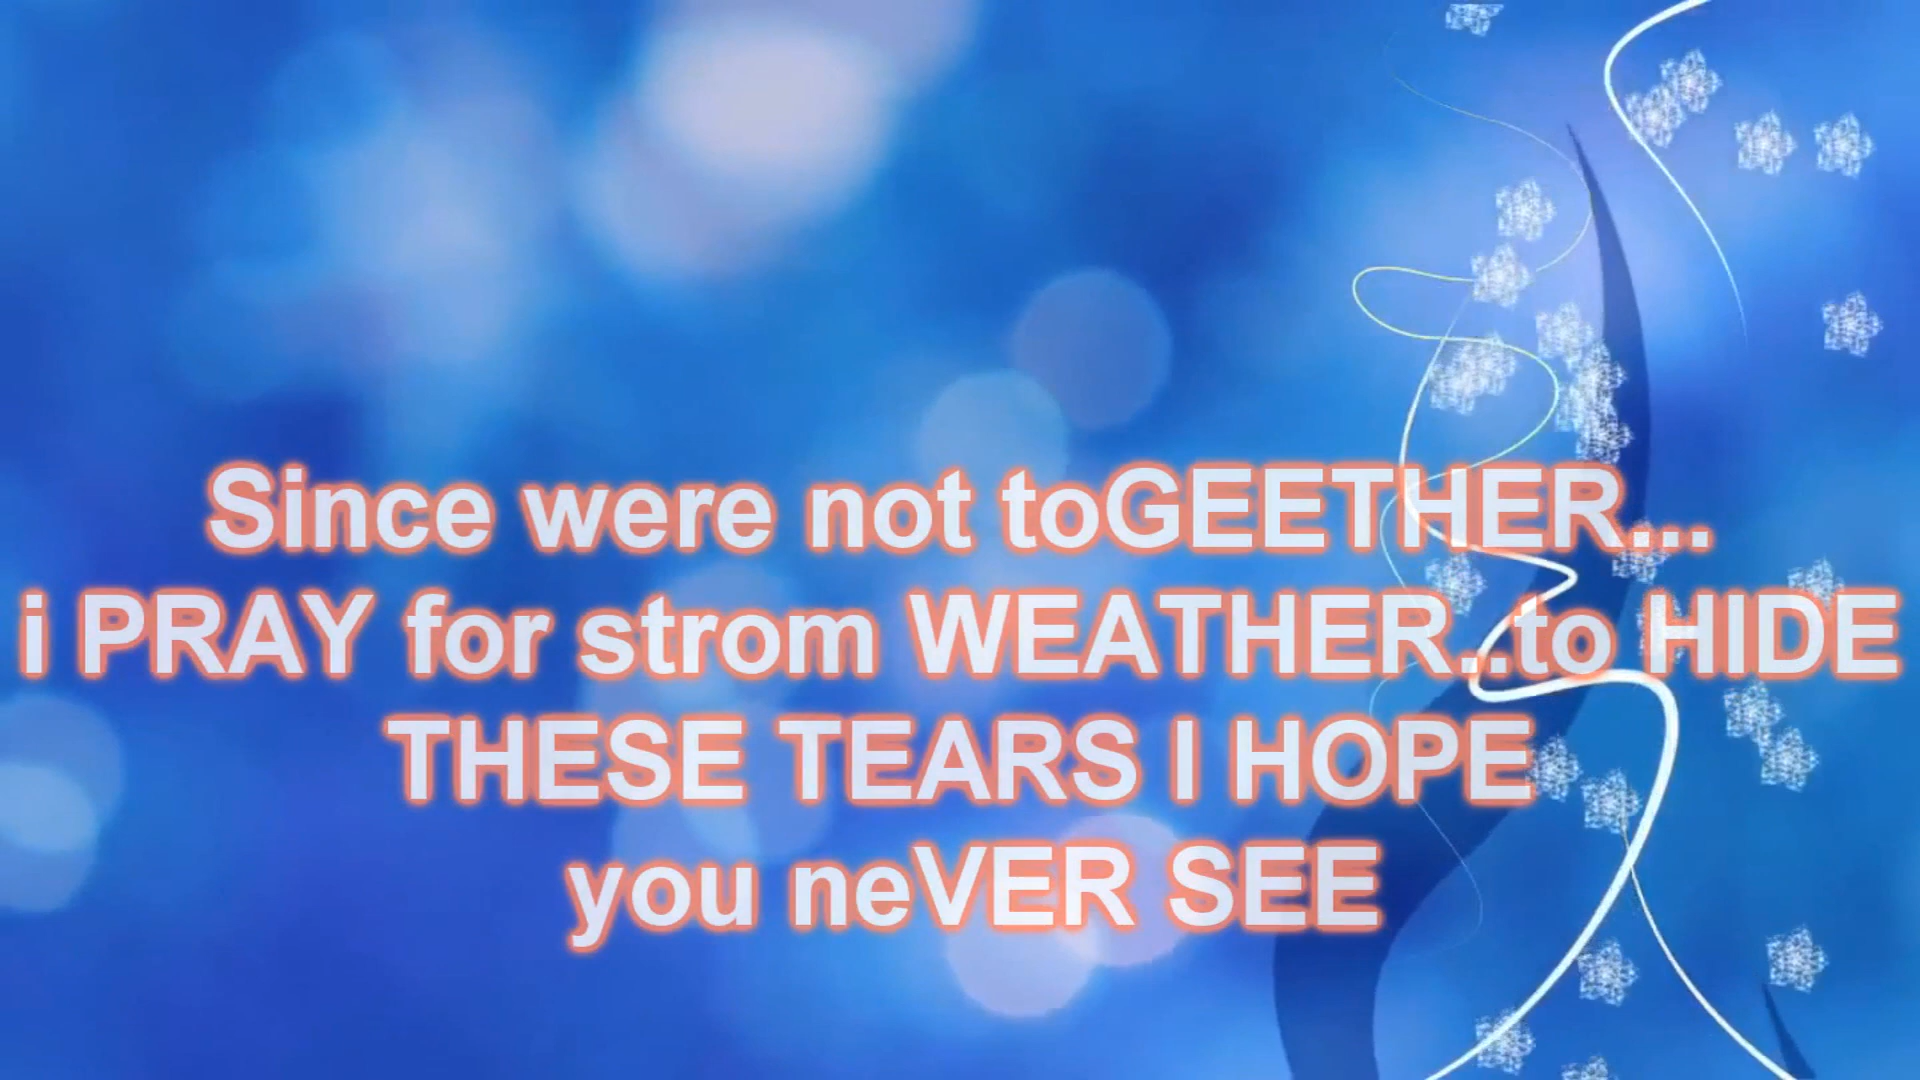 Since were not toGEETHER...
i PRAY for strom WEATHER..to HIDE
THESE TEARS I HOPE
you neVER SEE